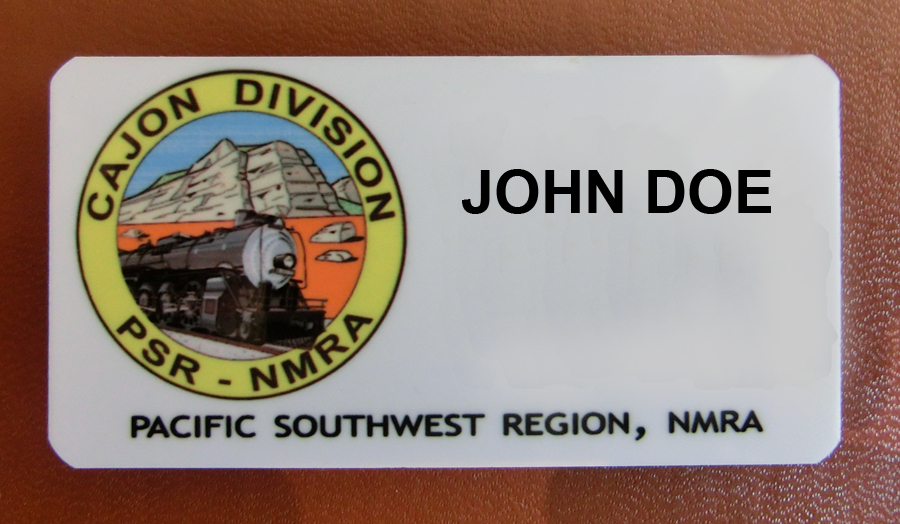 CAJON DIVISION
PSR - NMRA
JOHN DOE
PACIFIC SOUTHWEST REGION, NMRA